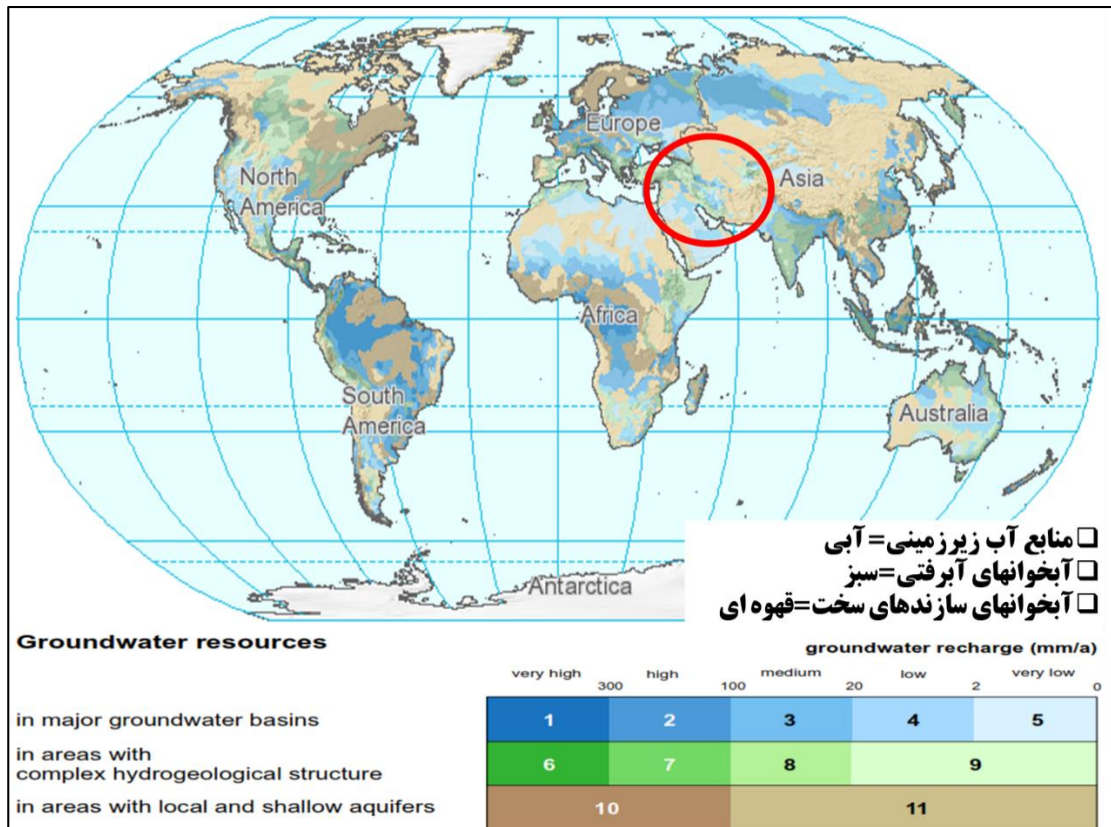 Europe
Asia
North
America
Africa
South
America
Australia
Antarctica
❑منابع آب زیرزمینی=آبی
❑آبخوانهای آبرفتی=سبز
❑آبخوانهای سازندهای سخت=قهوه ای
Groundwater resources
groundwater recharge (mm/a)
very high high medium low very low
300 100 20 2 0
in major groundwater basins 1 2 3 4 5
in areas with
complex hydrogeological structure 6 7 8 9
in areas with local and shallow aquifers 10 11